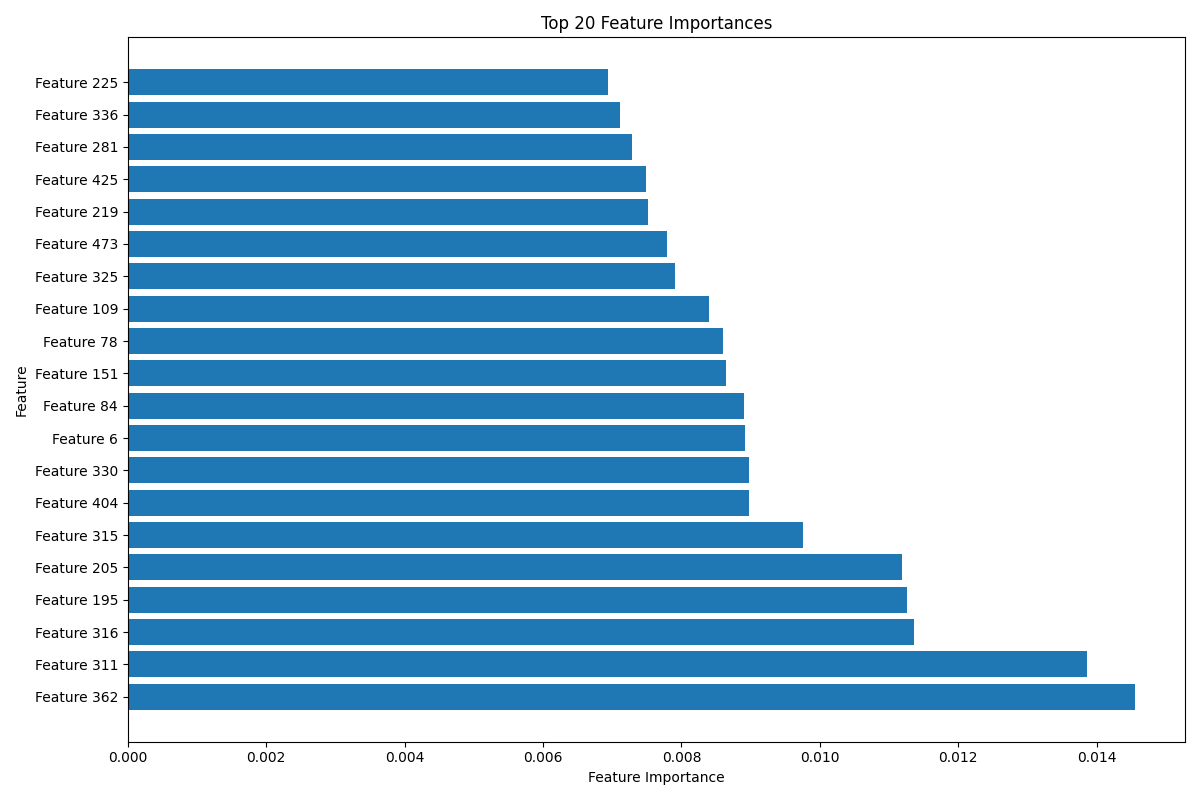 Top 20 Feature Importances
Feature
Feature 225
Feature 336
Feature 281
Feature 425
Feature 219
Feature 473
Feature 325
Feature 109
Feature 78
Feature 151
Feature 84
Feature 6
Feature 330
Feature 404
Feature 315
Feature 205
Feature 195
Feature 316
Feature 311
Feature 362
0.000 0.002 0.004 0.006 0.008 0.010 0.012 0.014
Feature Importance